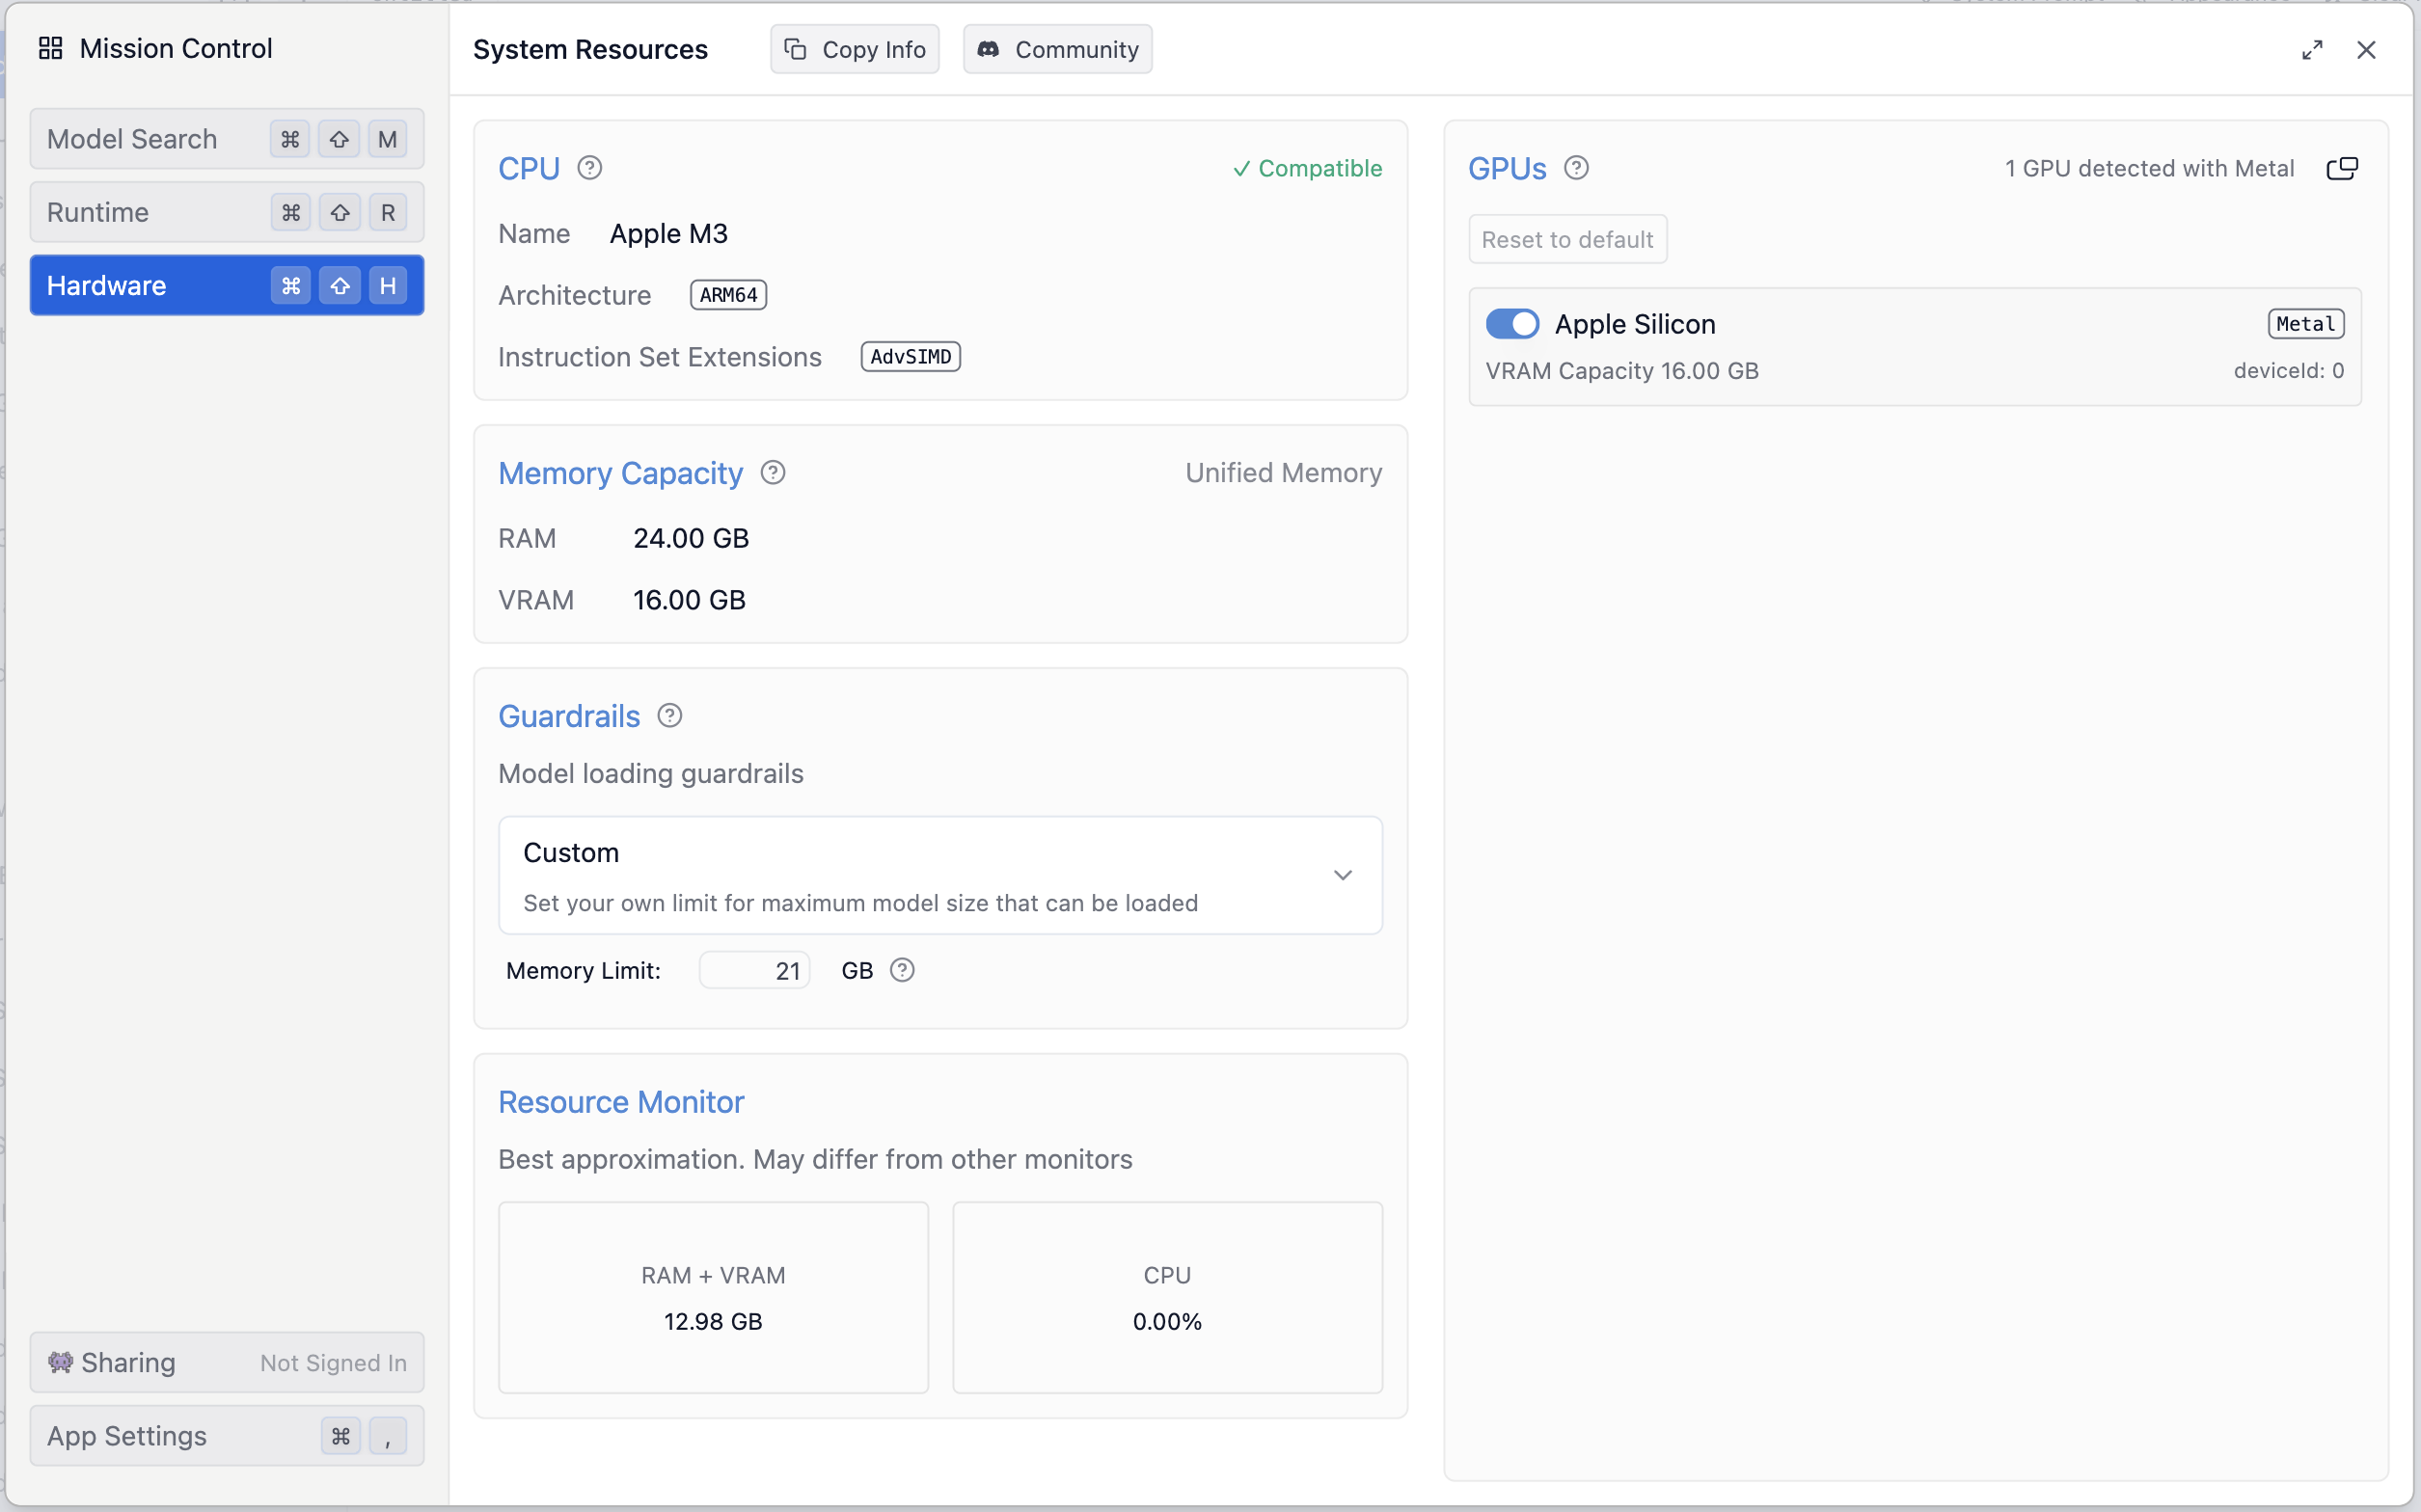 Mission Control
Model Search ⌘ ⇧ M
Runtime ⌘ ⇧ R
Hardware ⌘ ⇧ H
Sharing Not Signed In
App Settings ⌘ ,
System Resources Copy Info Community
CPU ✓ Compatible
Name Apple M3
Architecture ARM64
Instruction Set Extensions AdvSIMD
Memory Capacity Unified Memory
RAM 24.00 GB
VRAM 16.00 GB
Guardrails
Model loading guardrails
Custom
Set your own limit for maximum model size that can be loaded
Memory Limit: 21 GB
Resource Monitor
Best approximation. May differ from other monitors
RAM + VRAM
12.98 GB
CPU
0.00%
GPUs 1 GPU detected with Metal
Reset to default
Apple Silicon Metal
VRAM Capacity 16.00 GB deviceId: 0